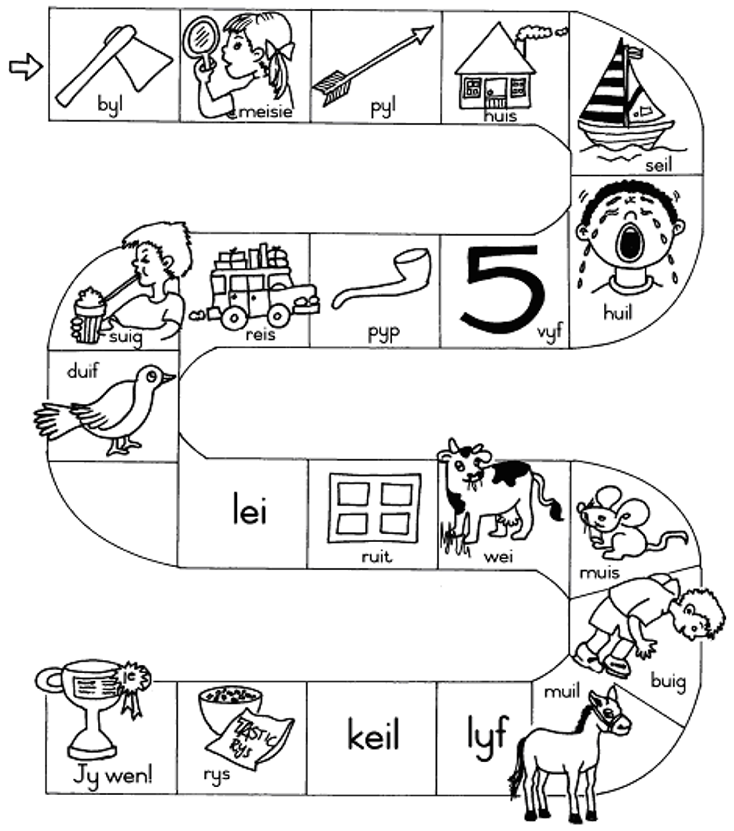 byl
meisie
pyl
huis
seil
huil
5
vyf
pyp
reis
suig
duif
lei
ruit
wei
muis
buig
muil
lyf
keil
TASTIC
RYS
rys
1e
Jy wen!